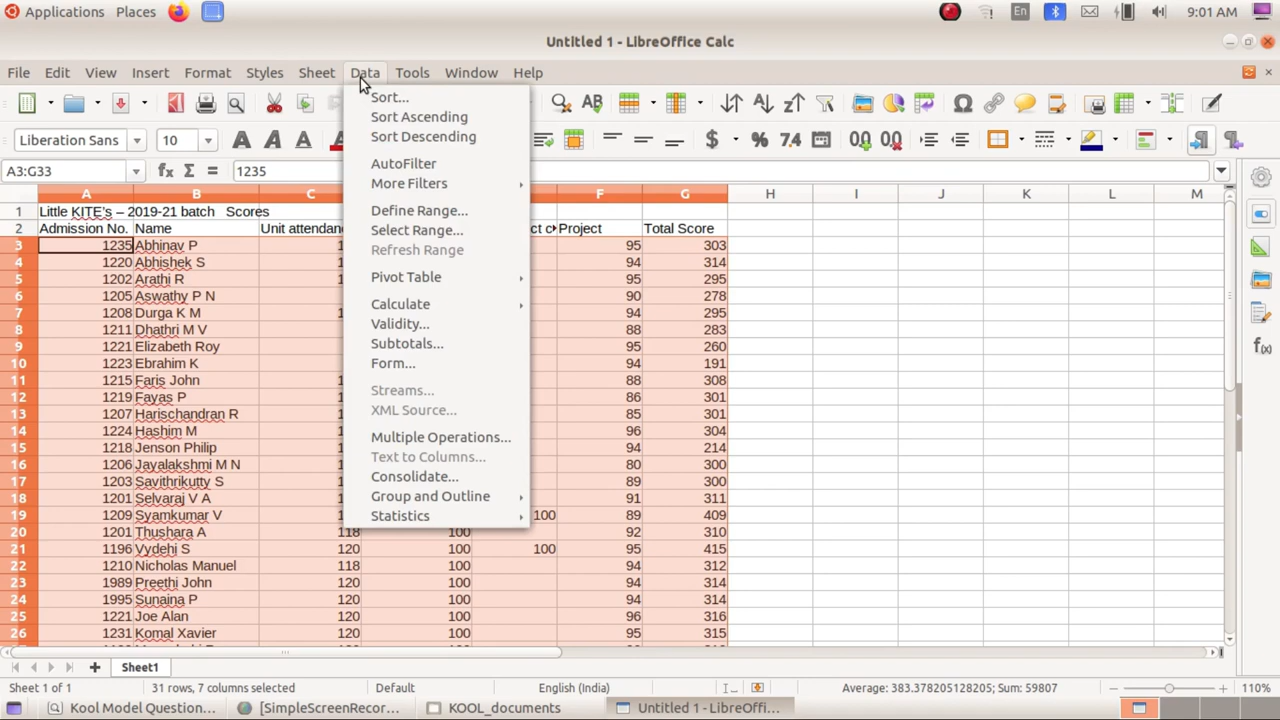 Applications Places En 9:01 AM
Untitled 1 - LibreOffice Calc
File Edit View Insert Format Styles Sheet Data Tools Window Help
Liberation Sans 10
A3:G33 1235
A B C F G H I J K L M
1 Little KITE's – 2019-21 batch Scores
2 Admission No. Name Unit attendanc Project Total Score
3 1235 Abhinav P 95 303
4 1220 Abhishek S 94 314
5 1202 Arathi R 95 295
6 1205 Aswathy P N 90 278
7 1208 Durga K M 94 295
8 1211 Dhathri M V 88 283
9 1221 Elizabeth Roy 95 260
10 1223 Ebrahim K 94 191
11 1215 Faris John 88 308
12 1219 Fayas P 86 301
13 1207 Harischandran R 85 301
14 1224 Hashim M 96 304
15 1218 Jenson Philip 94 214
16 1206 Jayalakshmi M N 80 300
17 1203 Savithrikutty S 89 300
18 1201 Selvaraj V A 91 311
19 1209 Syamkumar V 100 89 409
20 1201 Thushara A 118 100 92 310
21 1196 Vydehi S 120 100 100 95 415
22 1210 Nicholas Manuel 118 100 94 312
23 1989 Preethi John 120 100 94 314
24 1995 Sunaina P 120 100 94 314
25 1221 Joe Alan 120 100 96 316
26 1231 Komal Xavier 120 100 95 315
Sort...
Sort Ascending
Sort Descending
AutoFilter
More Filters
Define Range...
Select Range...
Refresh Range
Pivot Table
Calculate
Validity...
Subtotals...
Form...
Streams...
XML Source...
Multiple Operations...
Text to Columns...
Consolidate...
Group and Outline
Statistics
Sheet1
Sheet 1 of 1 31 rows, 7 columns selected Default English (India) Average: 383.378205128205; Sum: 59807 110%
Kool Model Question... [SimpleScreenRecor... KOOL_documents Untitled 1 - LibreOffi...